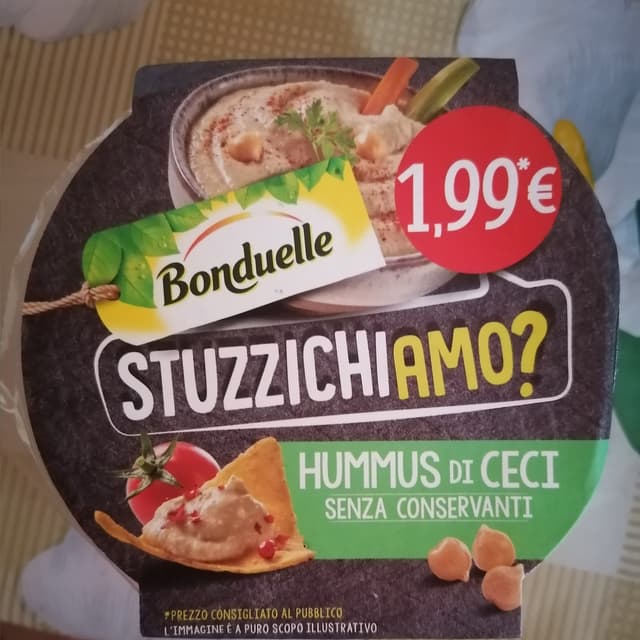 1,99*€
Bonduelle
STUZZICHIAMO?
HUMMUS DI CECI
SENZA CONSERVANTI
*PREZZO CONSIGLIATO AL PUBBLICO
L'IMMAGINE È A PURO SCOPO ILLUSTRATIVO